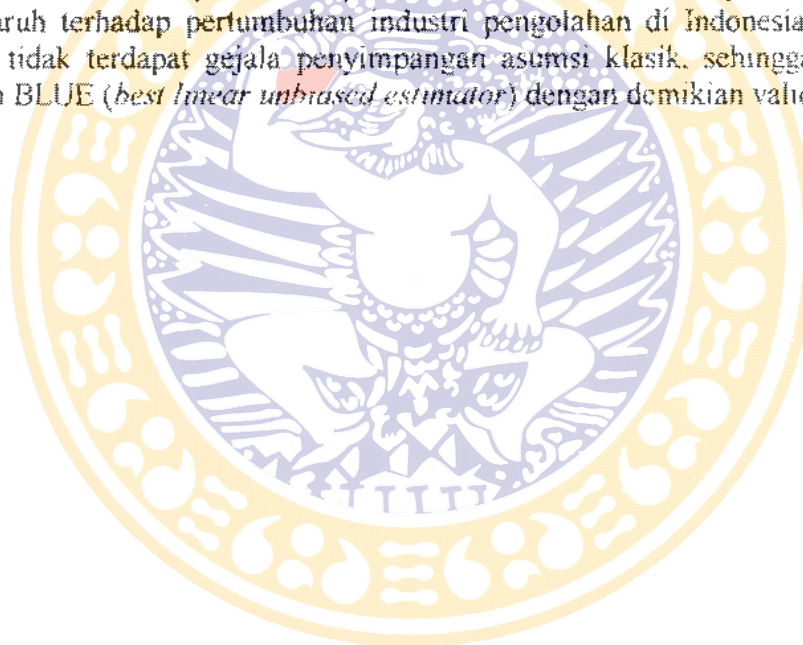 aruh terhadap pertumbuhan industri pengolahan di Indonesia
tidak terdapat gejala penyimpangan asumsi klasik. sehingga
BLUE (best linear unbiased estimator) dengan demikian valid